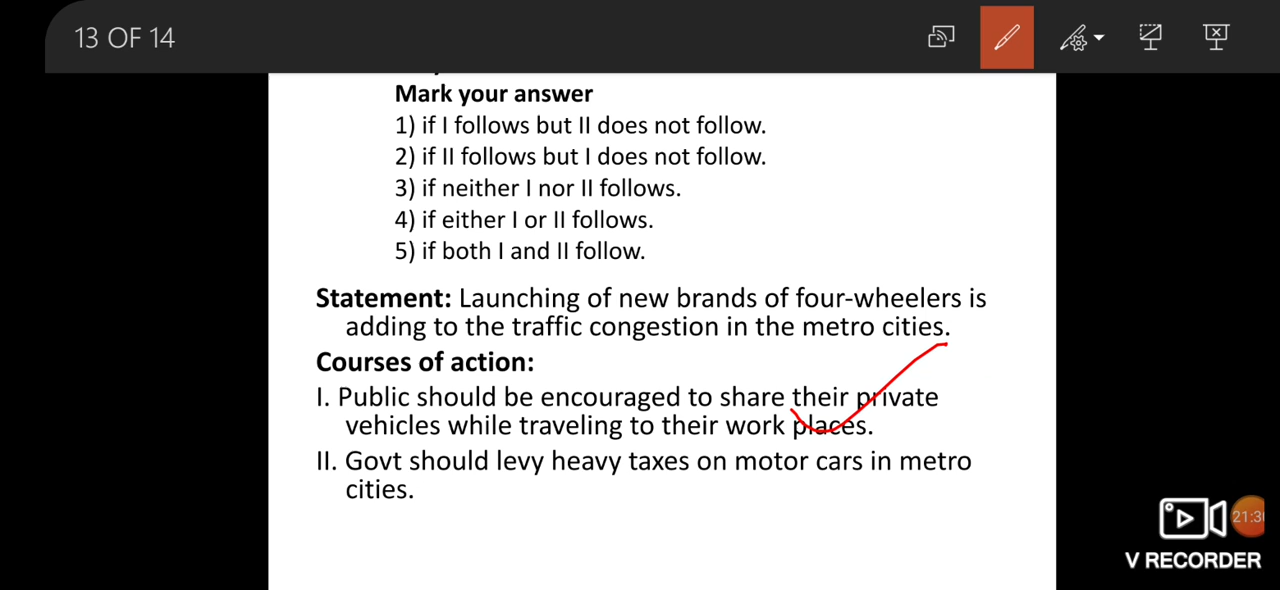 13 OF 14
Mark your answer
1) if I follows but II does not follow.
2) if II follows but I does not follow.
3) if neither I nor II follows.
4) if either I or II follows.
5) if both I and II follow.
Statement: Launching of new brands of four-wheelers is
adding to the traffic congestion in the metro cities.
Courses of action:
I. Public should be encouraged to share their private
vehicles while traveling to their work places.
II. Govt should levy heavy taxes on motor cars in metro
cities.
V RECORDER